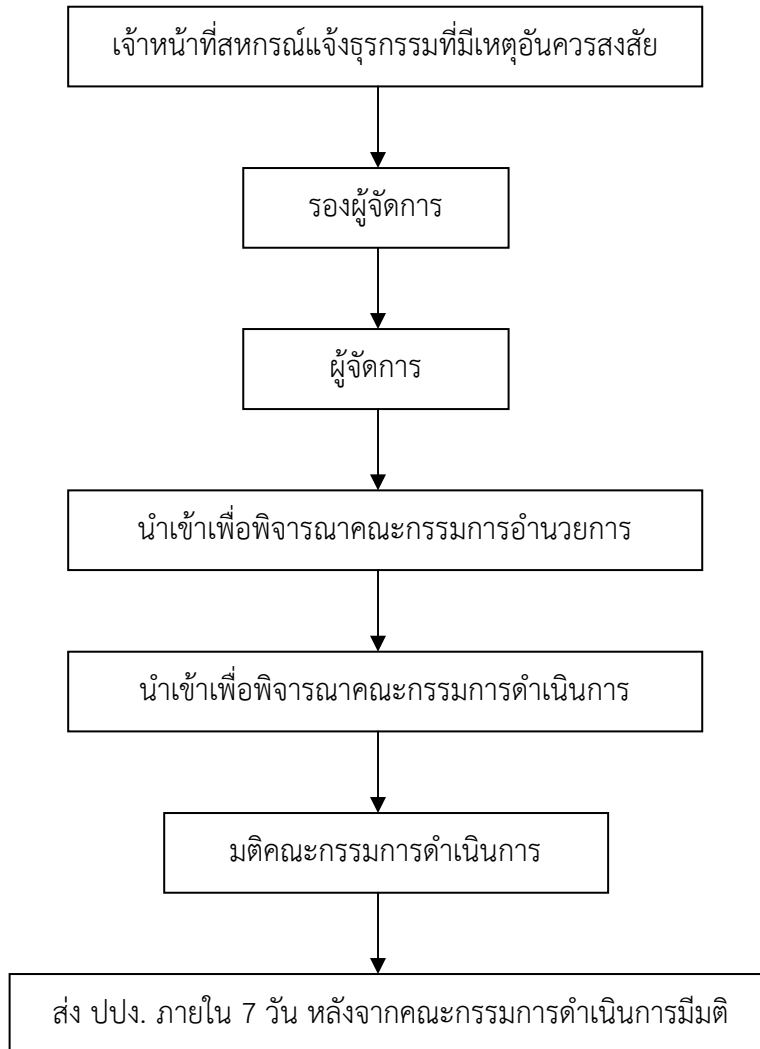 เจ้าหน้าที่สหกรณ์แจ้งธุรกรรมที่มีเหตุอันควรสงสัย
รองผู้จัดการ
ผู้จัดการ
นำเข้าเพื่อพิจารณาคณะกรรมการอำนวยการ
นำเข้าเพื่อพิจารณาคณะกรรมการดำเนินการ
มติคณะกรรมการดำเนินการ
ส่ง ปปง. ภายใน 7 วัน หลังจากคณะกรรมการดำเนินการมีมติ